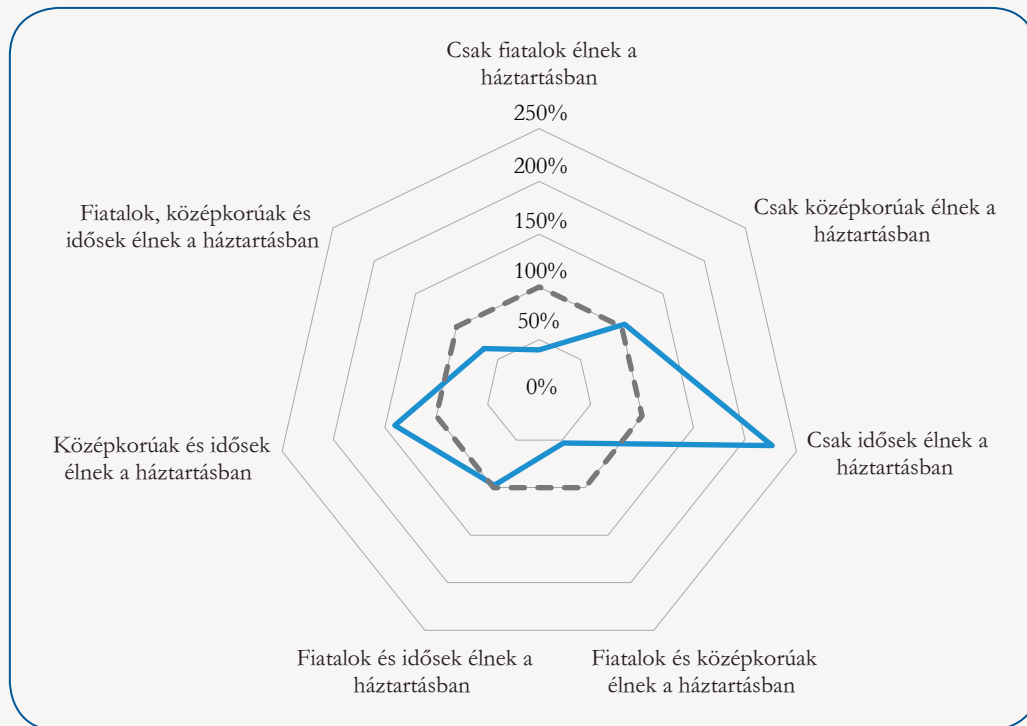 Csak fiatalok élnek a
háztartásban
250%
200%
150%
100%
50%
0%
Csak középkorúak élnek a
háztartásban
Csak idősek élnek a
háztartásban
Fiatalok és középkorúak
élnek a háztartásban
Fiatalok és idősek élnek a
háztartásban
Középkorúak és idősek
élnek a háztartásban
Fiatalok, középkorúak és
idősek élnek a háztartásban